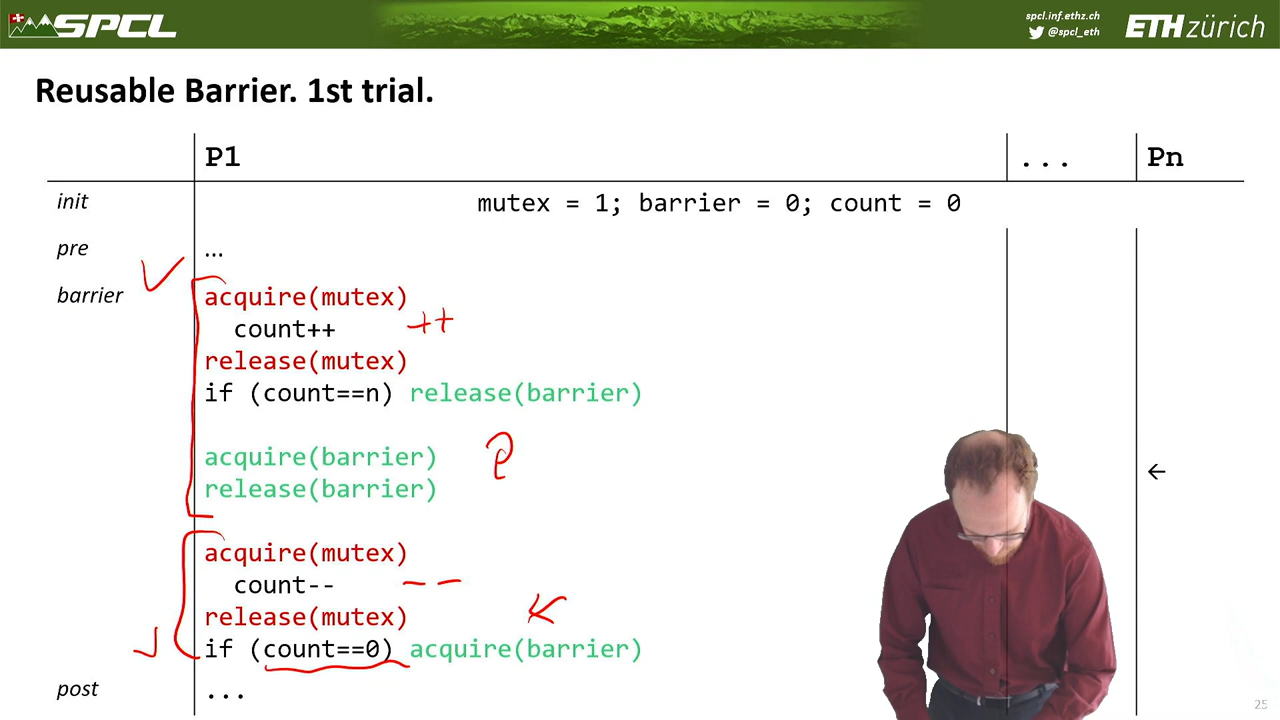 SPCL
spcl.inf.ethz.ch
@spcl_eth
ETH zürich
Reusable Barrier. 1st trial.
P1 ... Pn
init mutex = 1; barrier = 0; count = 0
pre ...
barrier acquire(mutex)
count++ ++
release(mutex)
if (count==n) release(barrier)
acquire(barrier)
←
release(barrier)
acquire(mutex)
count-- --
release(mutex)
if (count==0) acquire(barrier)
post ...
25